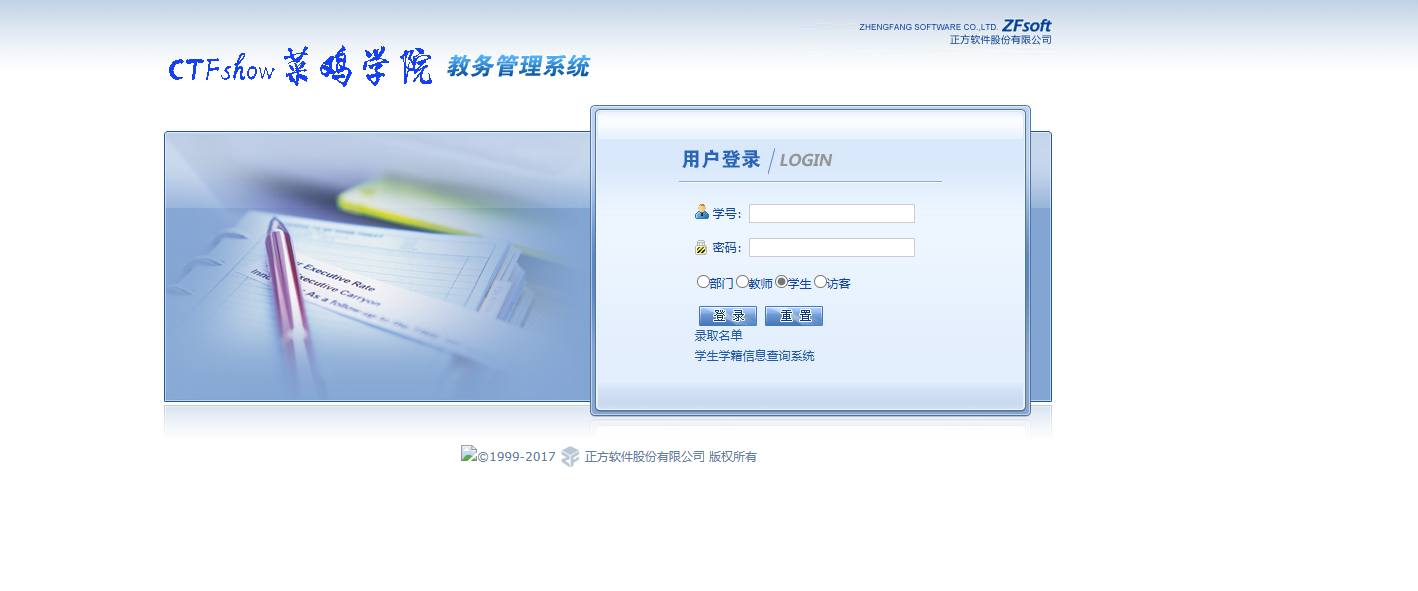 ZHENGFANG SOFTWARE CO.,LTD. ZFsoft
正方软件股份有限公司
CTFshow 菜鸡学院 教务管理系统
用户登录 / LOGIN
学号：
密码：
部门 教师 学生 访客
登 录 重 置
录取名单
学生学籍信息查询系统
Executive Rate
Executive Carryon
As a follow-up to the
©1999-2017 正方软件股份有限公司 版权所有